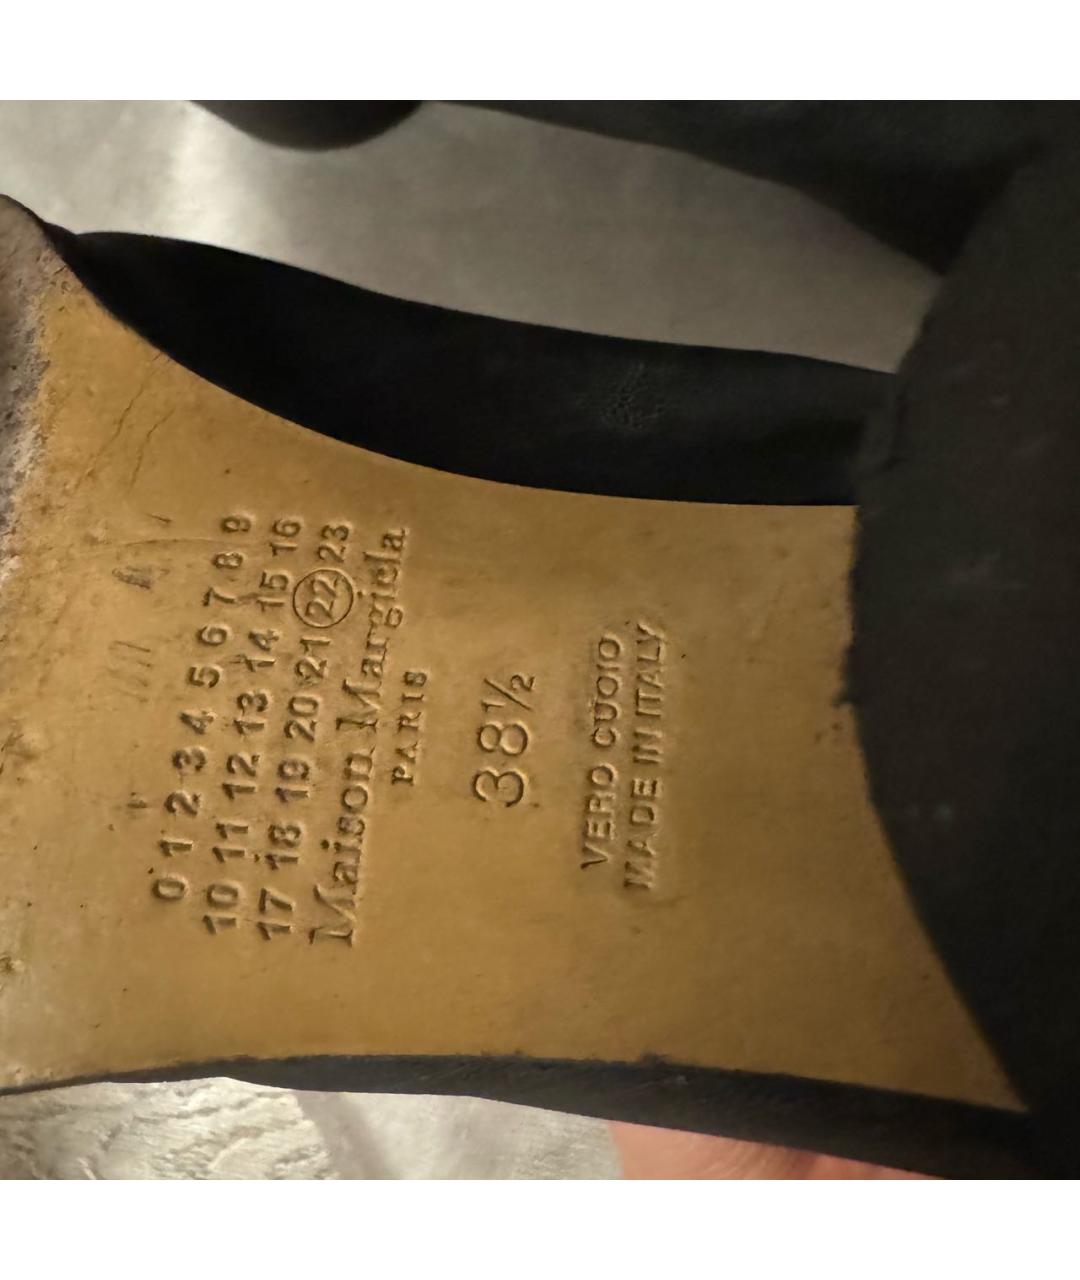 0 1 2 3 4 5 6 7 8 9
10 11 12 13 14 15 16
17 18 19 20 21 22 23
Maison Margiela
PARIS
38½
VERO CUOIO
MADE IN ITALY